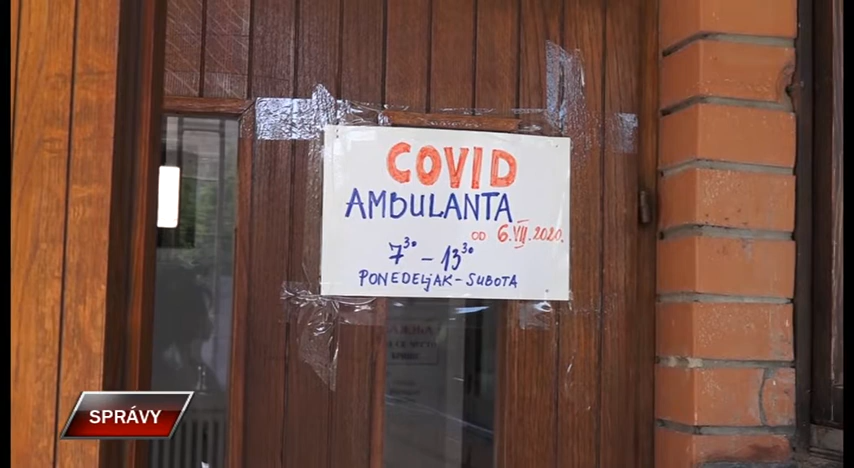 COVID
AMBULANTA
OD 6.VII.2020.
7³⁰ - 13³⁰
PONEDELjAK - SUBOTA
SPRÁVY